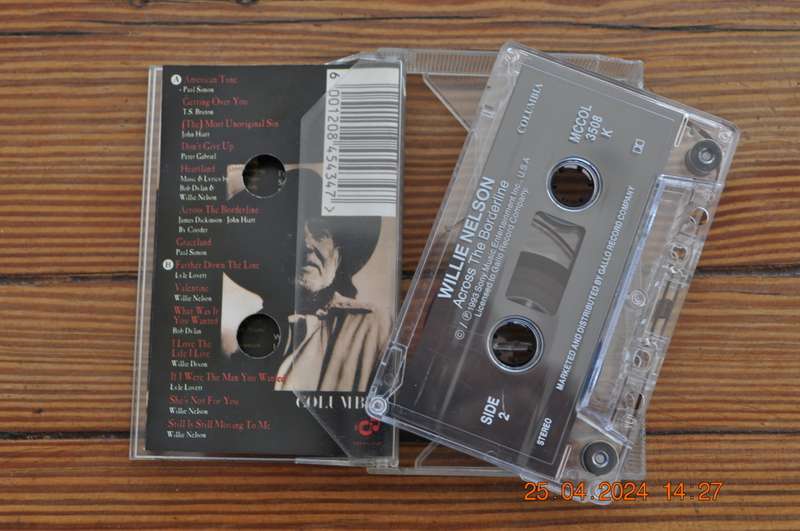 A American Tune
- Paul Simon
Getting Over You
T.S. Bruton
(The) Most Unoriginal Sin
John Hiatt
Don't Give Up
Peter Gabriel
Heartland
Music & Lyrics by
Bob Dylan &
Willie Nelson
Across The Borderline
James Dickinson John Hiatt
Ry Cooder
Graceland
Paul Simon
B Farther Down The Line
Lyle Lovett
Valentine
Willie Nelson
What Was It
You Wanted
Bob Dylan
I Love The
Life I Live
Willie Dixon
If I Were The Man You Wanted
Lyle Lovett
She's Not For You
Willie Nelson
Still Is Still Moving To Me
Willie Nelson
6 001208 454347 >
COLUMB
COLUMBIA
MCCOL
3508
K
WILLIE NELSON
Across The Borderline
© / ℗ 1993 Sony Music Entertainment Inc., U.S.A
Licensed to Gallo Record Company.
SIDE
2
STEREO
MARKETED AND DISTRIBUTED BY GALLO RECORD COMPANY
25.04.2024 14:27